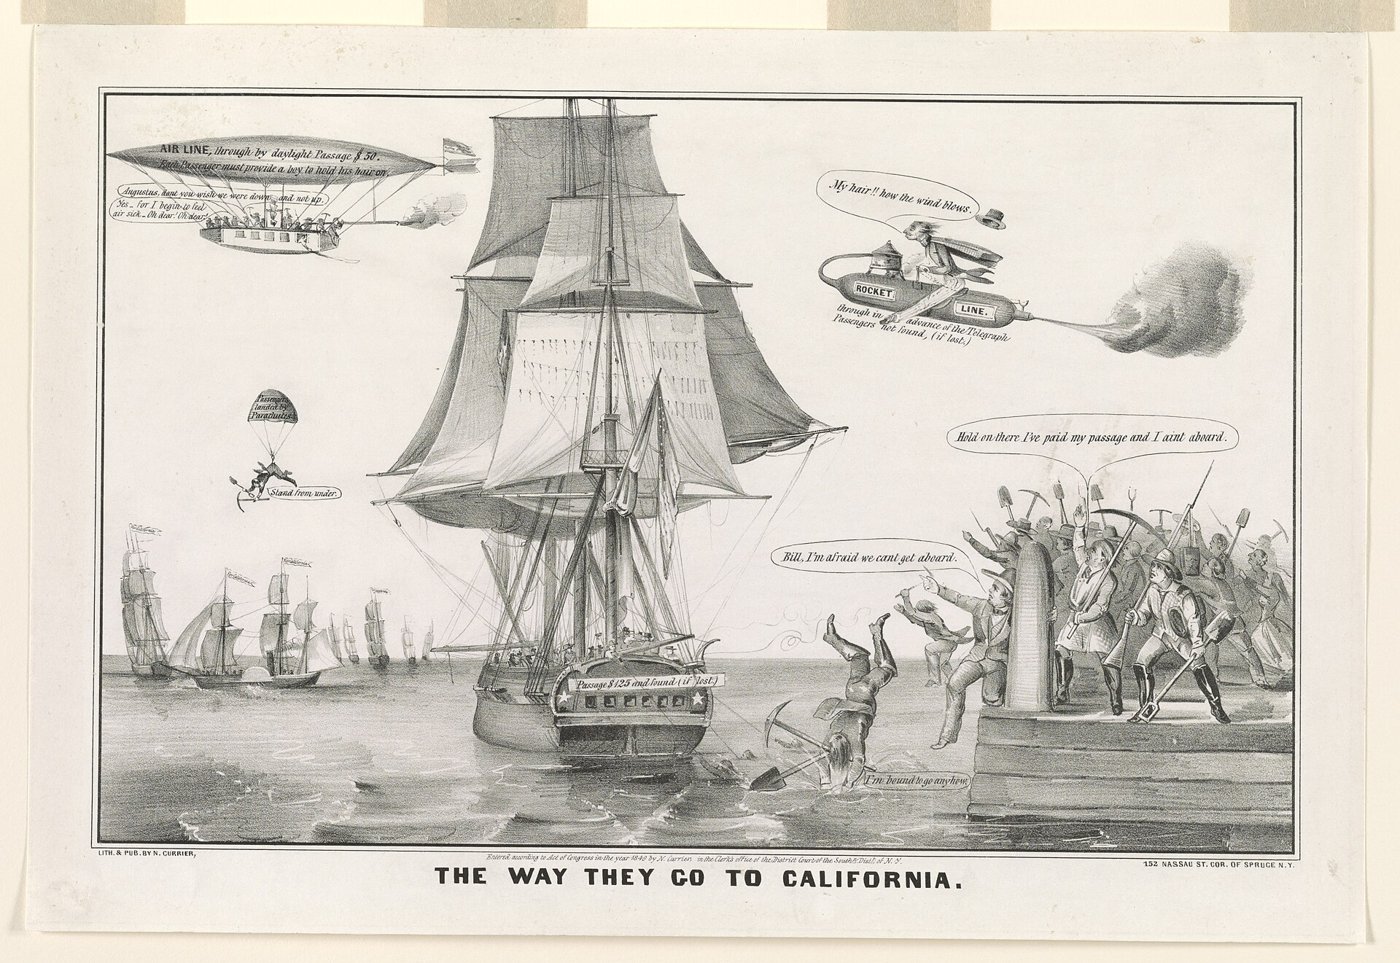 AIR LINE, through by daylight Passage $50.
Each Passenger must provide a boy to hold his hair on.
Augustus, dont you wish we were down and not up.
Yes_ for I begin to feel
air sick_ Oh dear! Oh dear!
My hair!! how the wind blows.
ROCKET
LINE.
through in advance of the Telegraph
Passengers not found, (if lost.)
Passengers
landed by
Parachutes
Stand from under.
Hold on there I've paid my passage and I aint aboard.
Bill, I'm afraid we cant get aboard.
Passage $125 and found (if lost.)
I'm bound to go anyhow.
LITH. & PUB. BY N. CURRIER,
Entered according to Act of Congress in the year 1849 by N. Currier in the Clerk's office of the District Court of the South.n Dist. of N.Y.
152 NASSAU ST. COR. OF SPRUCE N.Y.
THE WAY THEY GO TO CALIFORNIA.